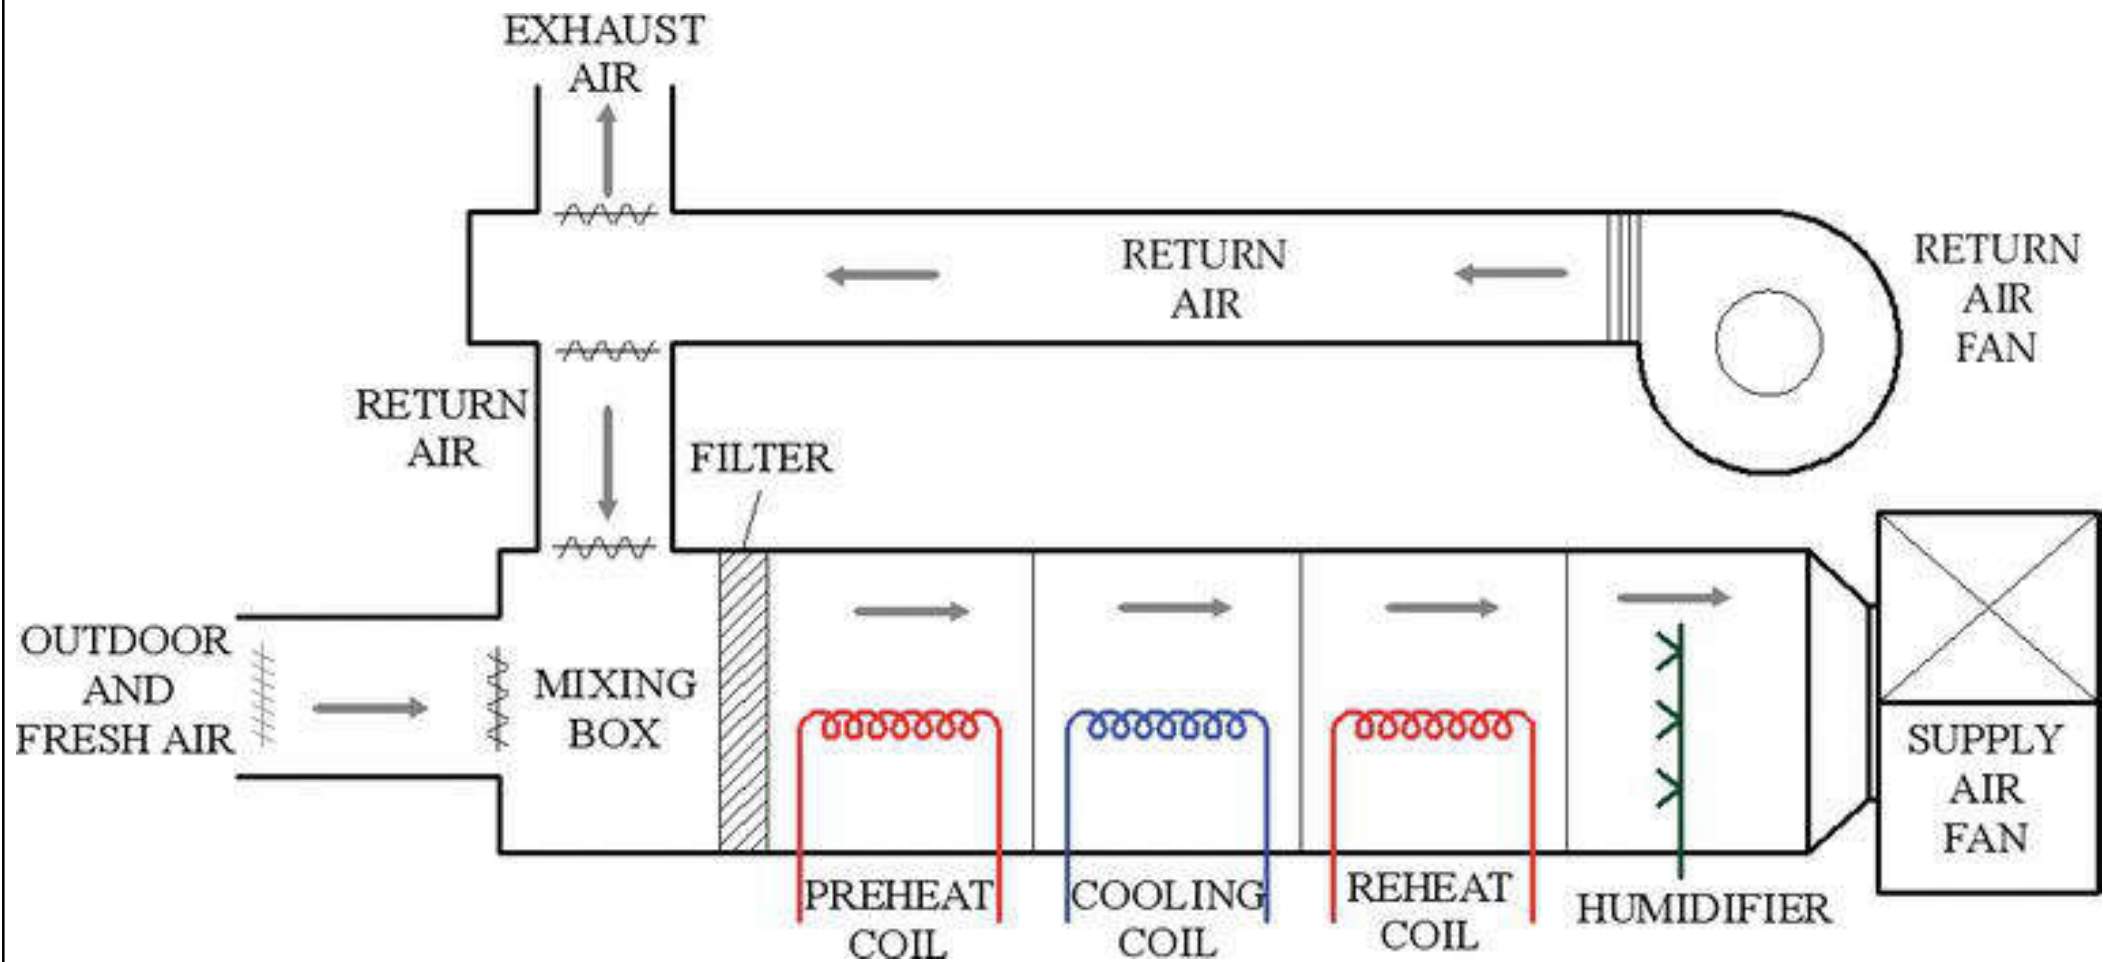 EXHAUST
AIR
RETURN
AIR
RETURN
AIR
FAN
RETURN
AIR
FILTER
OUTDOOR
AND
FRESH AIR
MIXING
BOX
SUPPLY
AIR
FAN
PREHEAT
COIL
COOLING
COIL
REHEAT
COIL
HUMIDIFIER